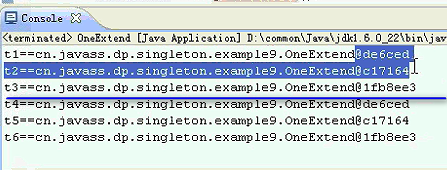 Console
<terminated> OneExtend [Java Application] D:\common\Java\jdk1.6.0_22\bin\jav
t1==cn.javass.dp.singleton.example9.OneExtend@de6ced
t2==cn.javass.dp.singleton.example9.OneExtend@c17164
t3==cn.javass.dp.singleton.example9.OneExtend@1fb8ee3
t4==cn.javass.dp.singleton.example9.OneExtend@de6ced
t5==cn.javass.dp.singleton.example9.OneExtend@c17164
t6==cn.javass.dp.singleton.example9.OneExtend@1fb8ee3